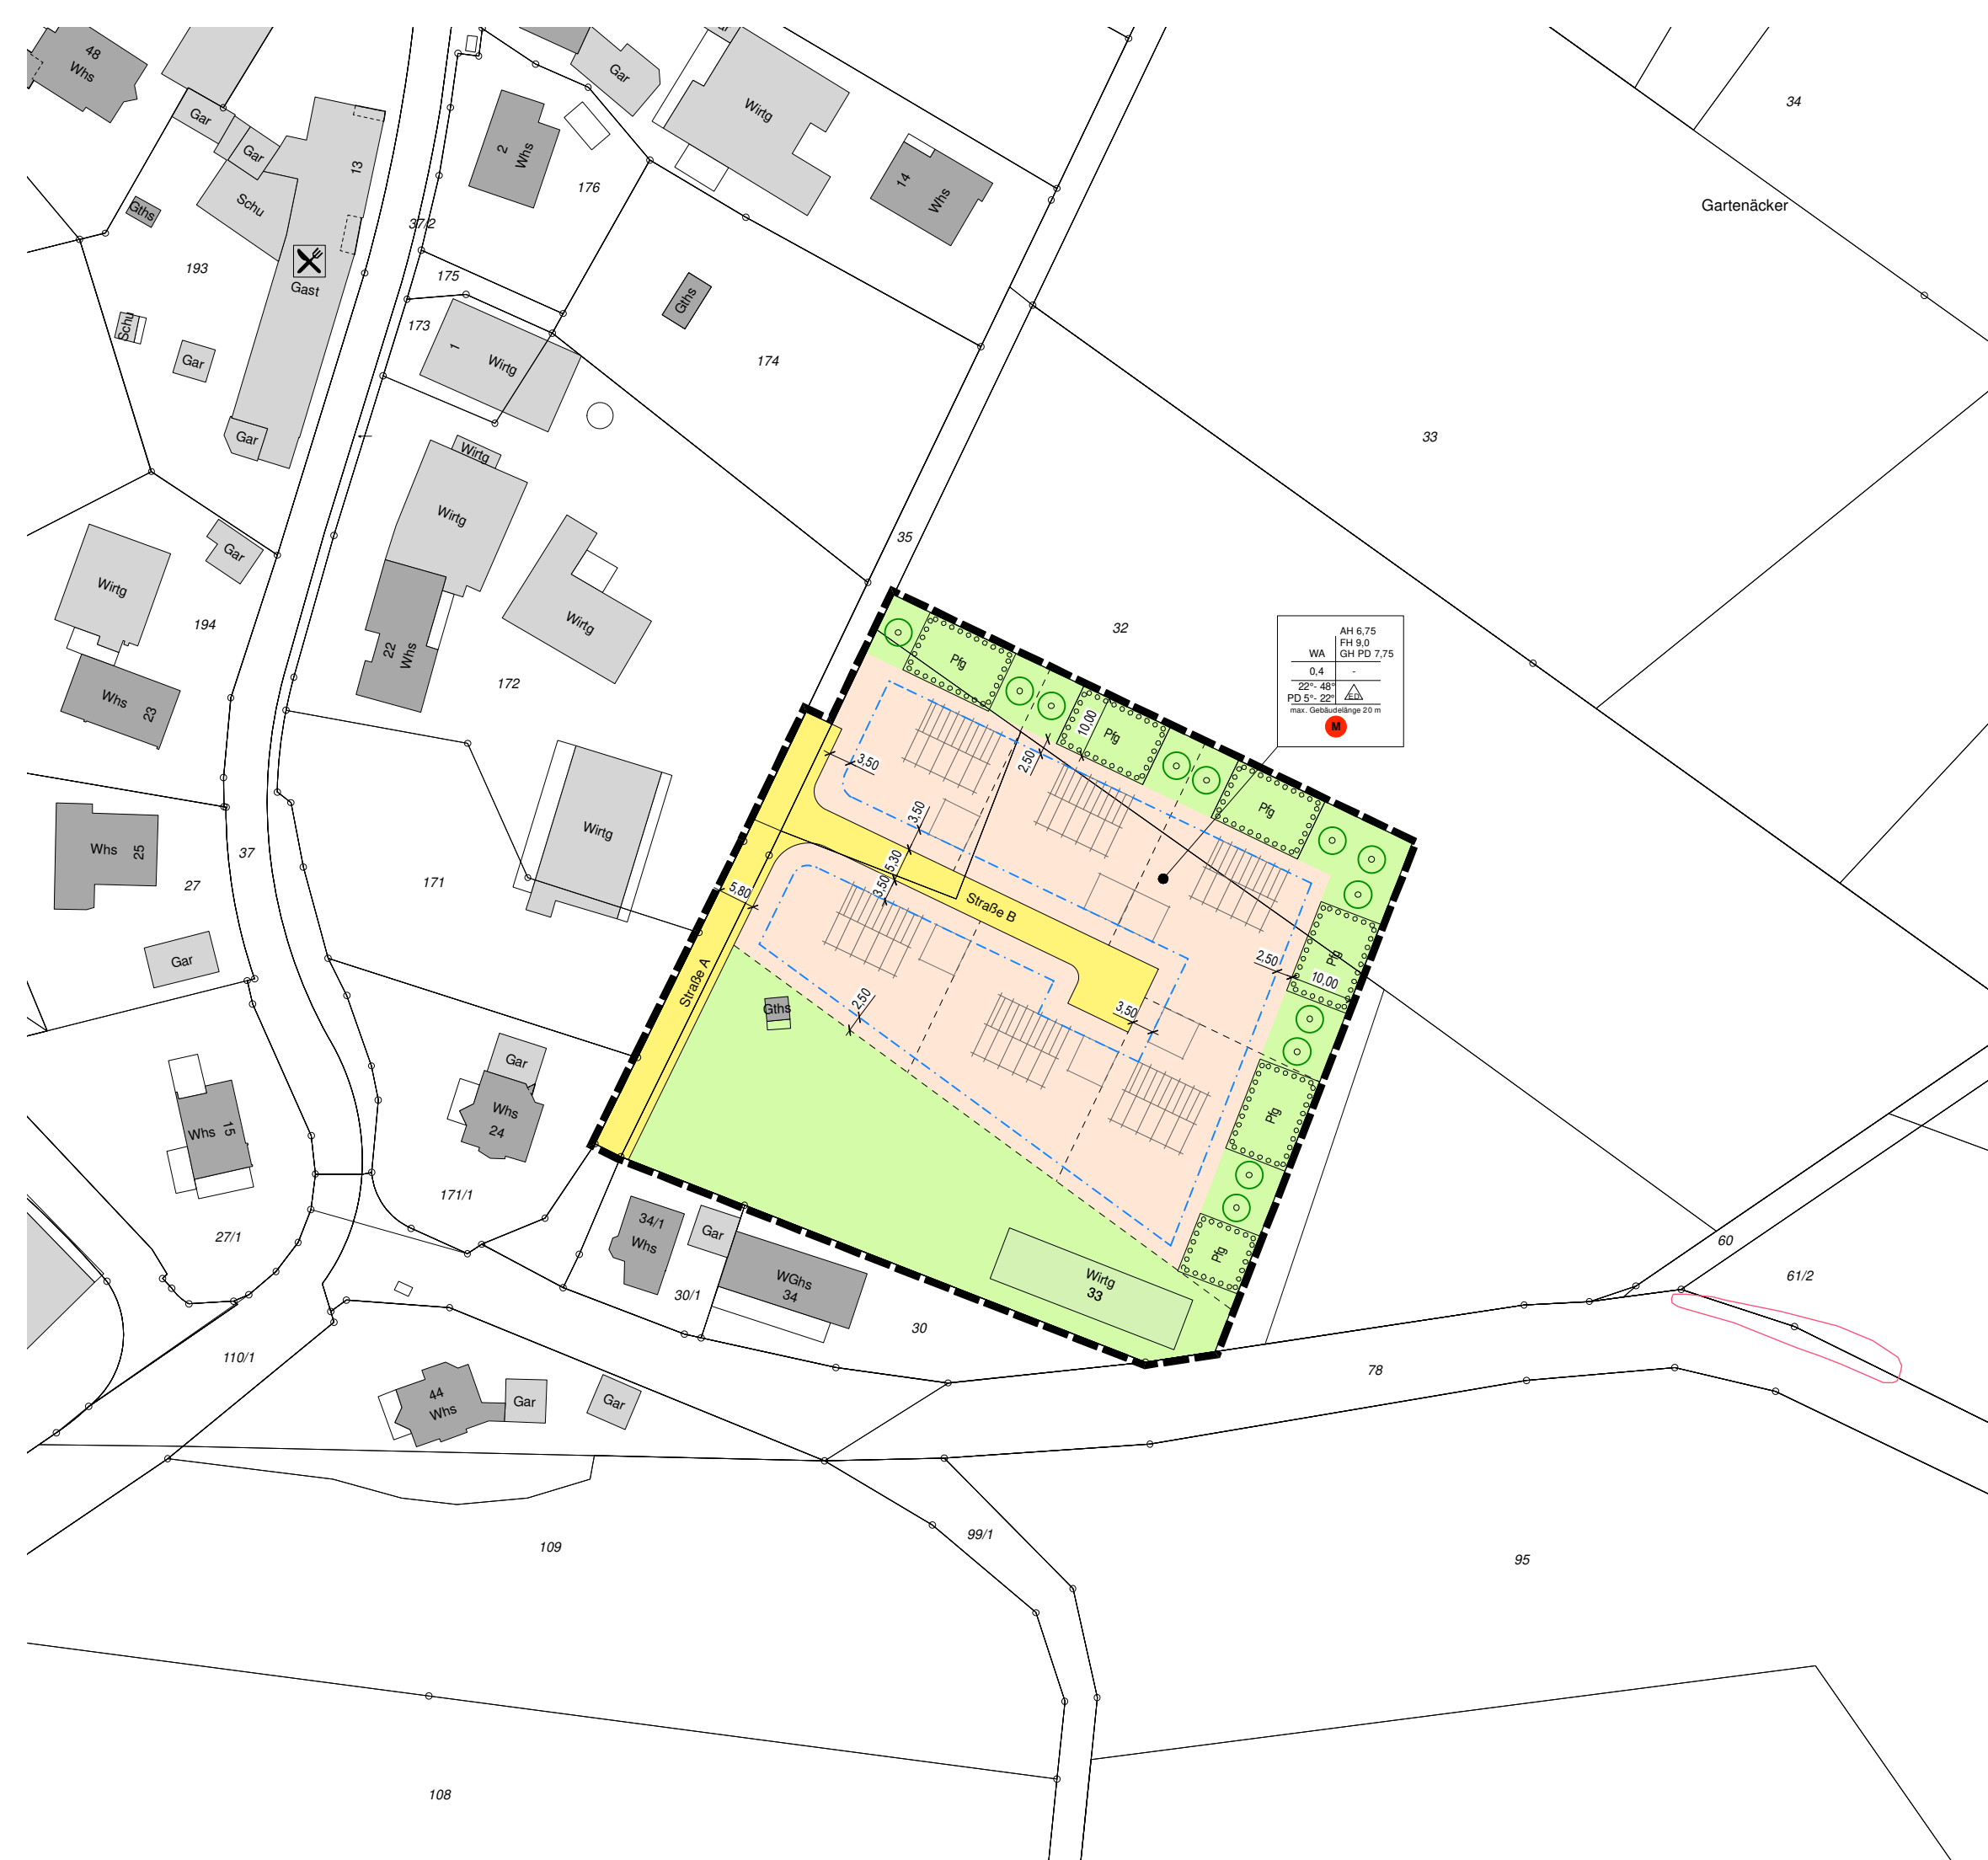 48
Whs
Gar
Gar
Wirtg
34
Gar
13
2
Whs
14
Whs
176
Schu
Gths
Gartenäcker
37/2
193
175
Gast
Gths
173
Schu
1
Wirtg
174
Gar
33
Gar
Wirtg
Wirtg
35
Gar
Wirtg
194
Wirtg
32
22
Whs
AH 6,75
FH 9,0
WA
GH PD 7,75
0,4
-
22°- 48°
PD 5°- 22°
ED
max. Gebäudelänge 20 m
M
Pfg
172
Whs
23
10,00
Pfg
3,50
2,50
Pfg
3,50
Wirtg
Whs
25
37
5,30
3,50
27
171
5,80
Straße B
Pfg
2,50
10,00
Gar
Straße A
Gths
2,50
3,50
Gar
Whs
24
Pfg
Whs
15
171/1
34/1
Whs
Gar
27/1
Pfg
60
61/2
WGhs
34
Wirtg
33
30/1
30
110/1
78
44
Whs
Gar
Gar
99/1
109
95
108